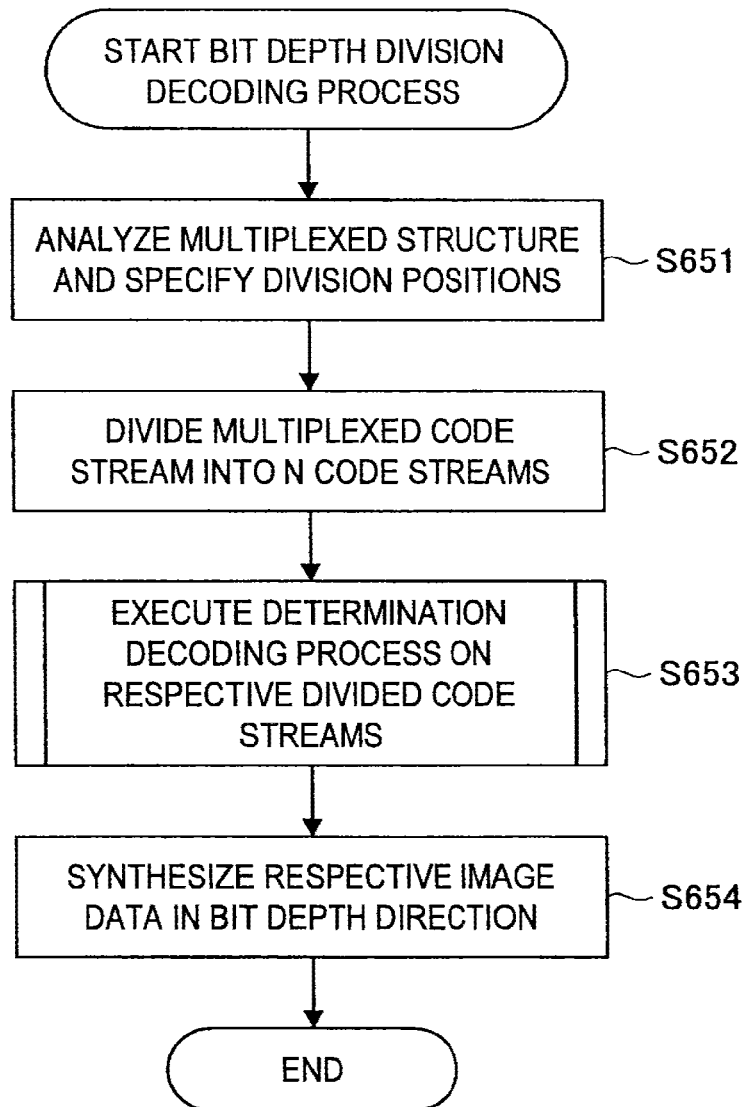 START BIT DEPTH DIVISION
DECODING PROCESS
ANALYZE MULTIPLEXED STRUCTURE
AND SPECIFY DIVISION POSITIONS
S651
DIVIDE MULTIPLEXED CODE
STREAM INTO N CODE STREAMS
S652
EXECUTE DETERMINATION
DECODING PROCESS ON
RESPECTIVE DIVIDED CODE
STREAMS
S653
SYNTHESIZE RESPECTIVE IMAGE
DATA IN BIT DEPTH DIRECTION
S654
END